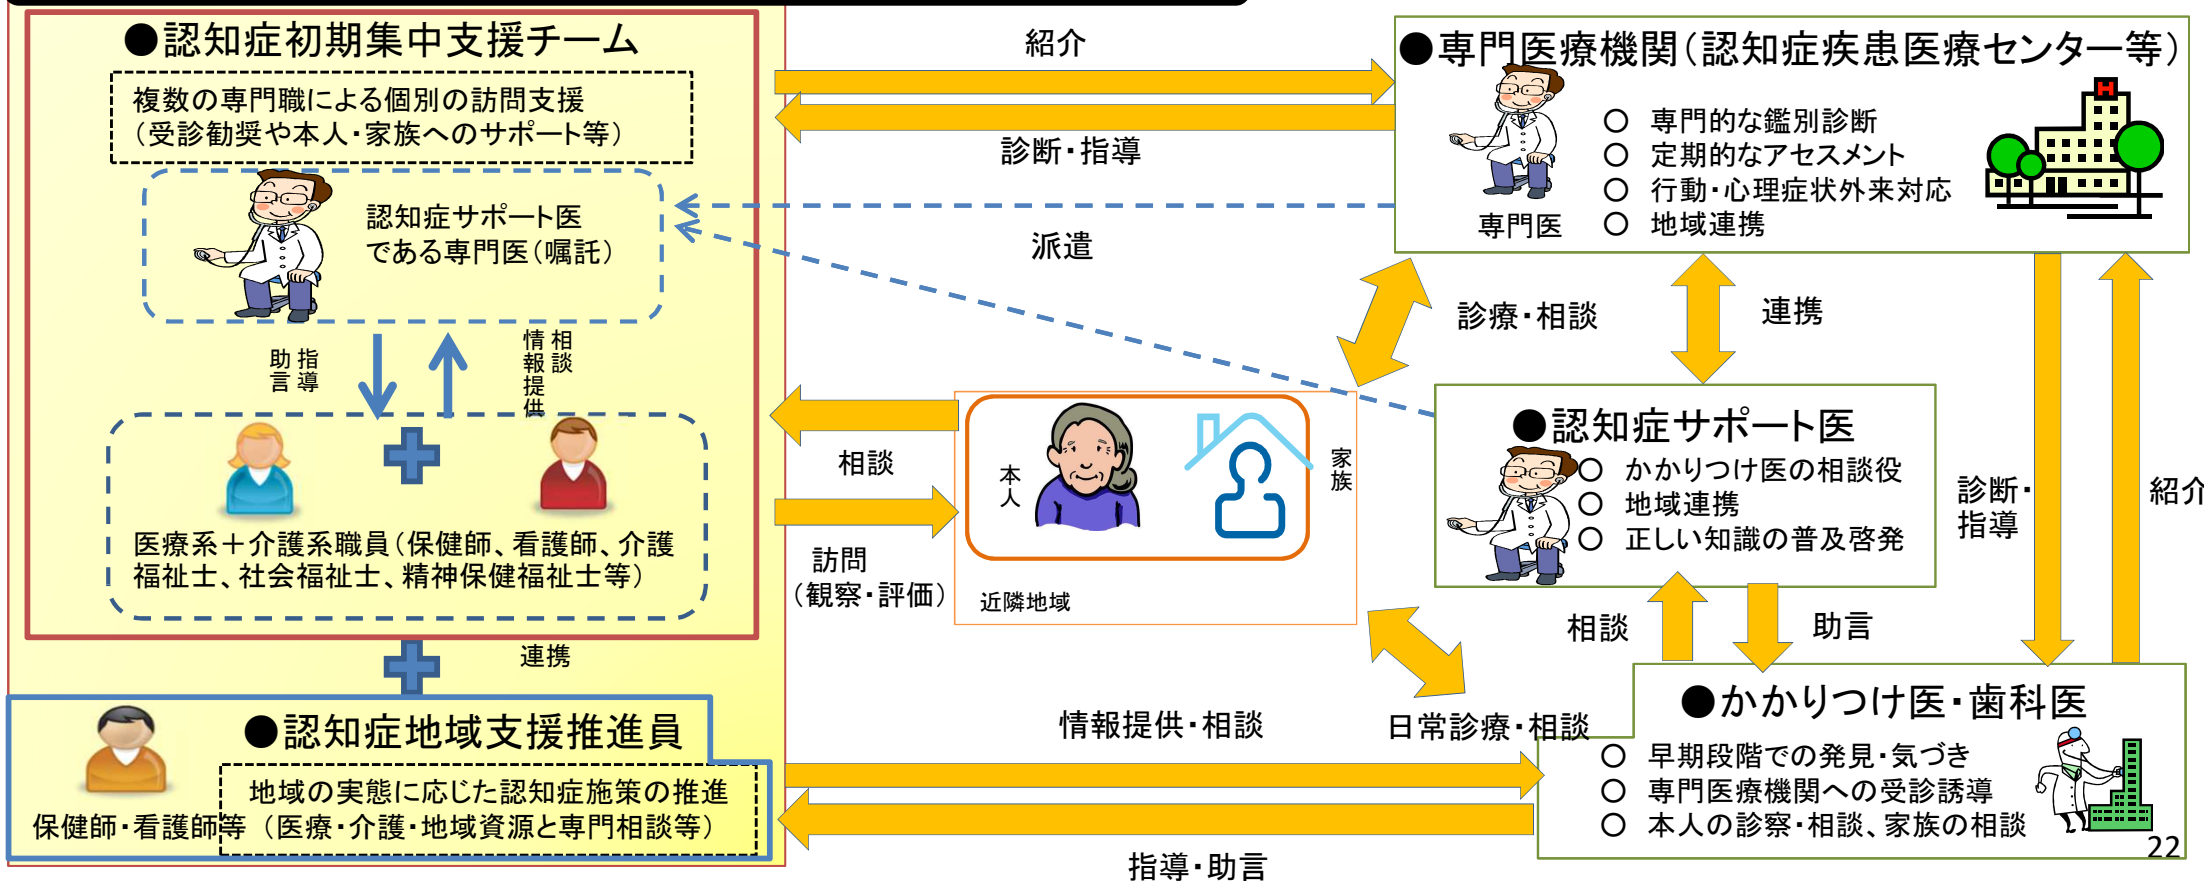 ●認知症初期集中支援チーム
複数の専門職による個別の訪問支援
（受診勧奨や本人・家族へのサポート等）
認知症サポート医
である専門医（嘱託）
指導
助言
相談
情報提供
医療系＋介護系職員（保健師、看護師、介護
福祉士、社会福祉士、精神保健福祉士等）
連携
●認知症地域支援推進員
地域の実態に応じた認知症施策の推進
（医療・介護・地域資源と専門相談等）
保健師・看護師等
紹介
診断・指導
派遣
相談
訪問
（観察・評価）
本人
家族
近隣地域
診療・相談
連携
●専門医療機関（認知症疾患医療センター等）
専門医
○ 専門的な鑑別診断
○ 定期的なアセスメント
○ 行動・心理症状外来対応
○ 地域連携
●認知症サポート医
○ かかりつけ医の相談役
○ 地域連携
○ 正しい知識の普及啓発
診断・
指導
紹介
相談
助言
情報提供・相談
日常診療・相談
指導・助言
●かかりつけ医・歯科医
○ 早期段階での発見・気づき
○ 専門医療機関への受診誘導
○ 本人の診察・相談、家族の相談
22